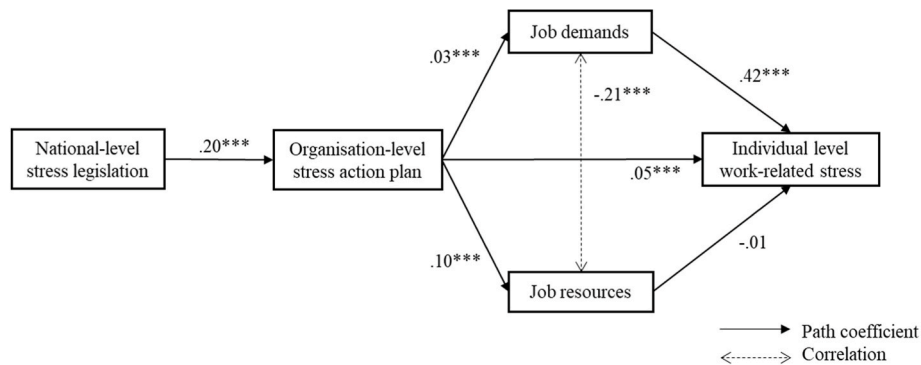 Job demands
.03***
.42***
-.21***
National-level
stress legislation
.20***
Organisation-level
stress action plan
.05***
Individual level
work-related stress
.10***
-.01
Job resources
Path coefficient
Correlation